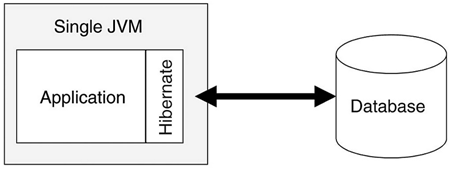 Single JVM
Application
Hibernate
Database